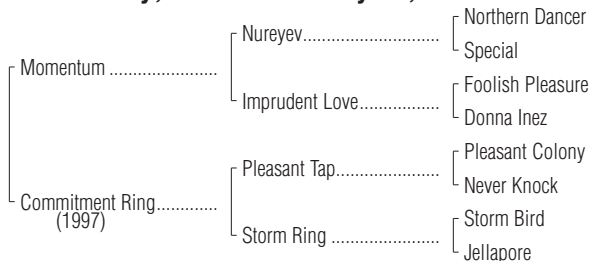 Northern Dancer
Nureyev
Special
Momentum
Foolish Pleasure
Imprudent Love
Donna Inez
Pleasant Colony
Pleasant Tap
Never Knock
Commitment Ring
(1997)
Storm Bird
Storm Ring
Jellapore